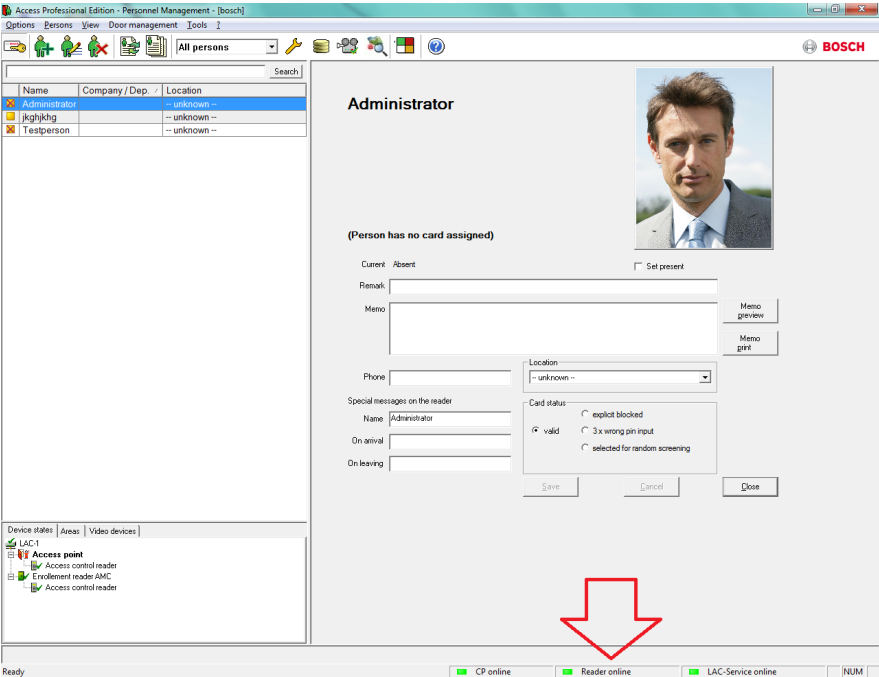 Access Professional Edition - Personnel Management - [bosch]
Options Persons View Door management Tools ?
All persons
BOSCH
Search
Name Company / Dep. Location
Administrator -- unknown --
jkghjkhg -- unknown --
Testperson -- unknown --
Administrator
(Person has no card assigned)
Current Absent Set present
Remark
Memo
Memo preview
Memo print
Phone
Location
-- unknown --
Special messages on the reader
Name Administrator
On arrival
On leaving
Card status
valid
explicit blocked
3 x wrong pin input
selected for random screening
Save Cancel Close
Device states Areas Video devices
LAC-1
Access point
Access control reader
Enrollement reader AMC
Access control reader
Ready CP online Reader online LAC-Service online NUM